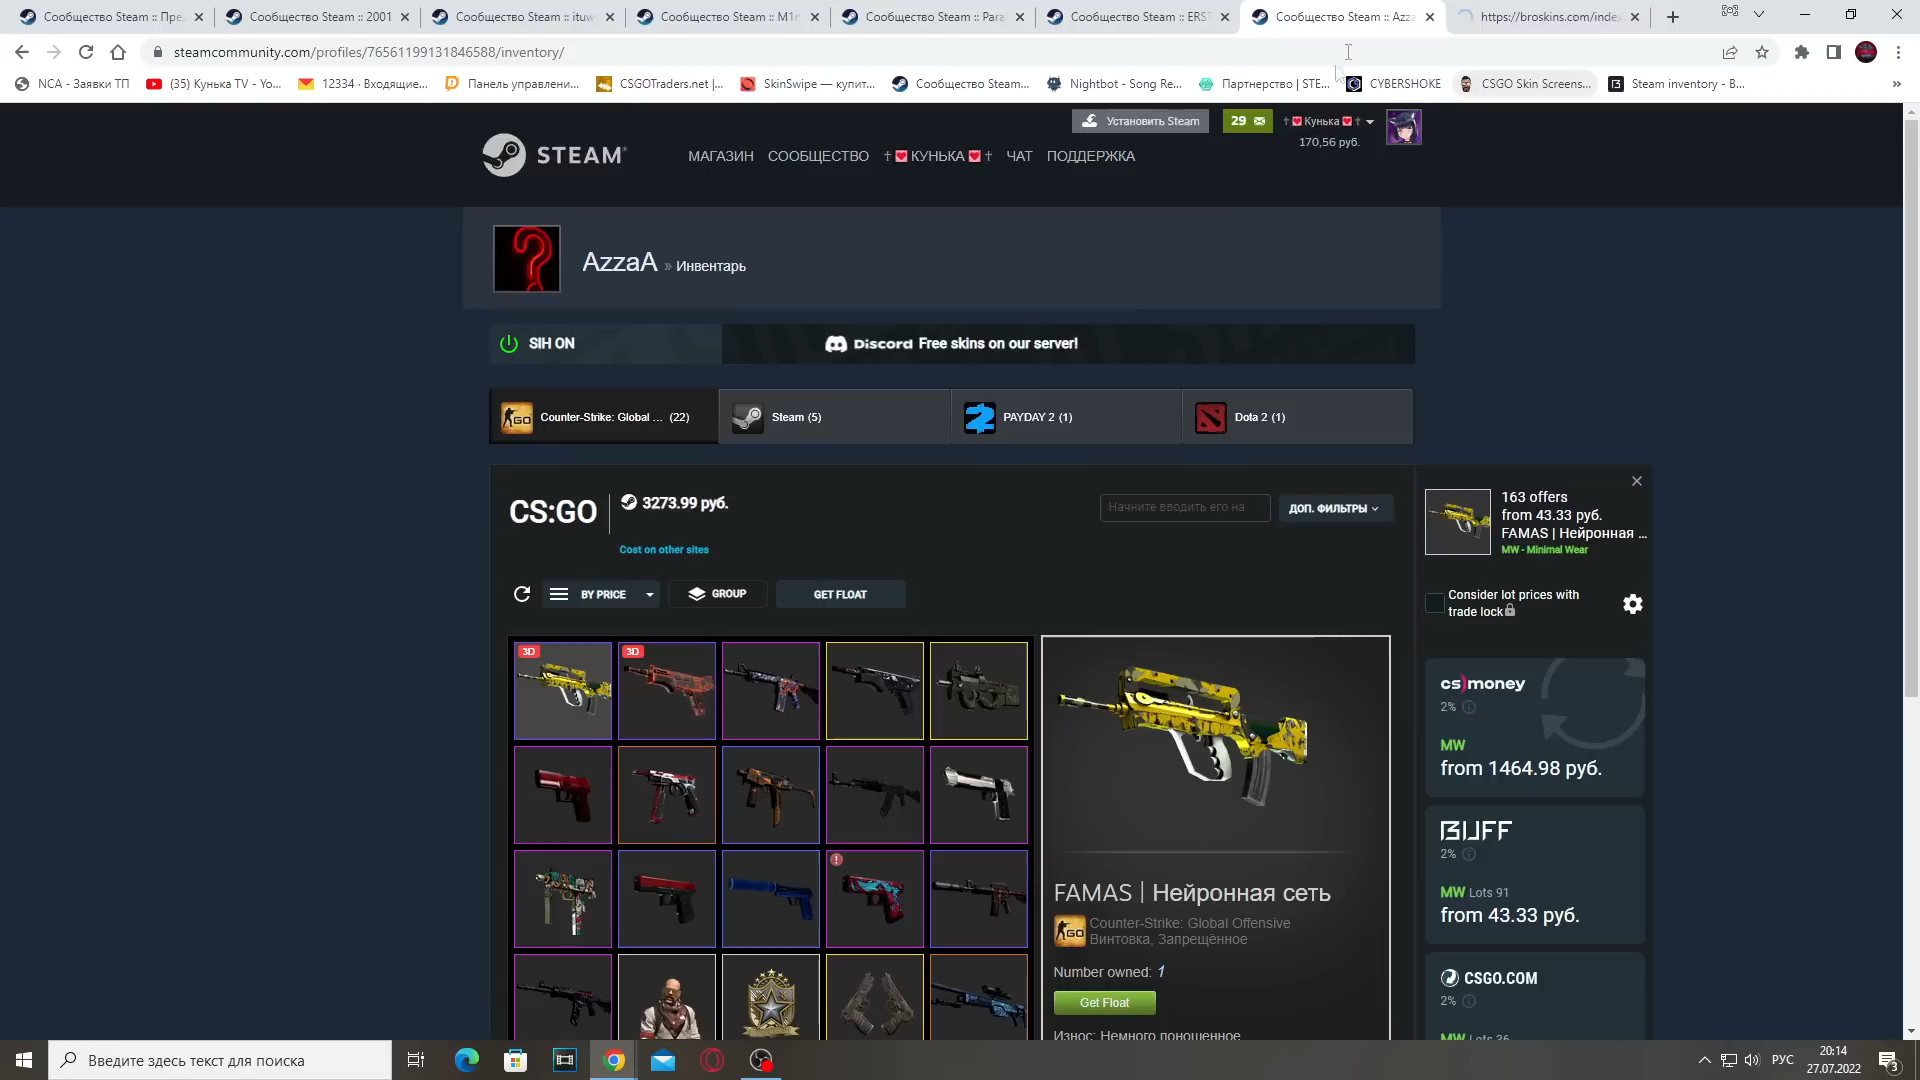 Сообщество Steam :: Пре
Сообщество Steam :: 2001
Сообщество Steam :: ituw
Сообщество Steam :: M1r
Сообщество Steam :: Para
Сообщество Steam :: ERST
Сообщество Steam :: Azza
https://broskins.com/inde
steamcommunity.com/profiles/76561199131846588/inventory/
NCA - Заявки ТП
(35) Кунька TV - Yo...
12334 · Входящие...
Панель управлени...
CSGOTraders.net |...
SkinSwipe — купит...
Сообщество Steam...
Nightbot - Song Re...
Партнерство | STE...
CYBERSHOKE
CSGO Skin Screens...
Steam inventory - B...
Установить Steam
29
Кунька
170,56 руб.
STEAM
МАГАЗИН СООБЩЕСТВО КУНЬКА ЧАТ ПОДДЕРЖКА
AzzaA » Инвентарь
SIH ON
Discord Free skins on our server!
Counter-Strike: Global ... (22)
Steam (5)
PAYDAY 2 (1)
Dota 2 (1)
CS:GO
3273.99 руб.
Cost on other sites
Начните вводить его на
ДОП. ФИЛЬТРЫ
BY PRICE
GROUP
GET FLOAT
163 offers
from 43.33 руб.
FAMAS | Нейронная ...
MW - Minimal Wear
Consider lot prices with
trade lock
3D
3D
cs money
2%
MW
from 1464.98 руб.
BUFF
2%
MW Lots 91
from 43.33 руб.
CSGO.COM
2%
MW Lots 36
FAMAS | Нейронная сеть
GO
Counter-Strike: Global Offensive
Винтовка, Запрещённое
Number owned: 1
Get Float
Износ: Немного поношенное
Введите здесь текст для поиска
РУС
20:14
27.07.2022
3